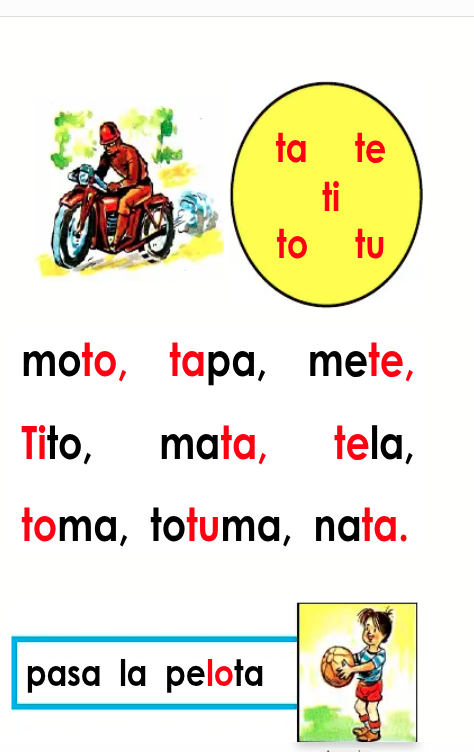 ta te
ti
to tu
moto, tapa, mete,
Tito, mata, tela,
toma, totuma, nata.
pasa la pelota